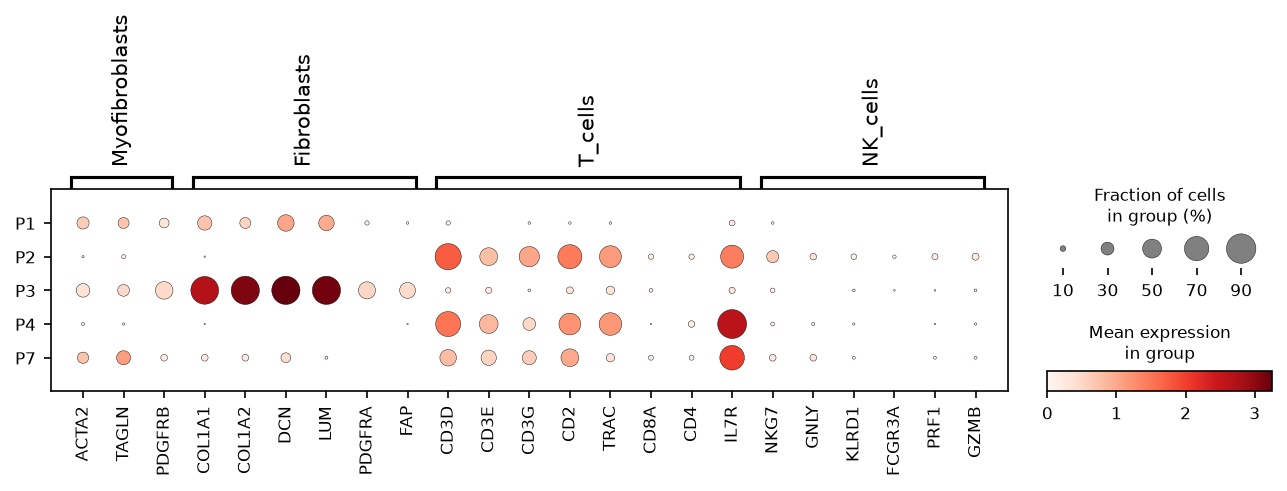 Myofibroblasts
Fibroblasts
T_cells
NK_cells
P1
P2
P3
P4
P7
ACTA2
TAGLN
PDGFRB
COL1A1
COL1A2
DCN
LUM
PDGFRA
FAP
CD3D
CD3E
CD3G
CD2
TRAC
CD8A
CD4
IL7R
NKG7
GNLY
KLRD1
FCGR3A
PRF1
GZMB
Fraction of cells
in group (%)
10 30 50 70 90
Mean expression
in group
0 1 2 3